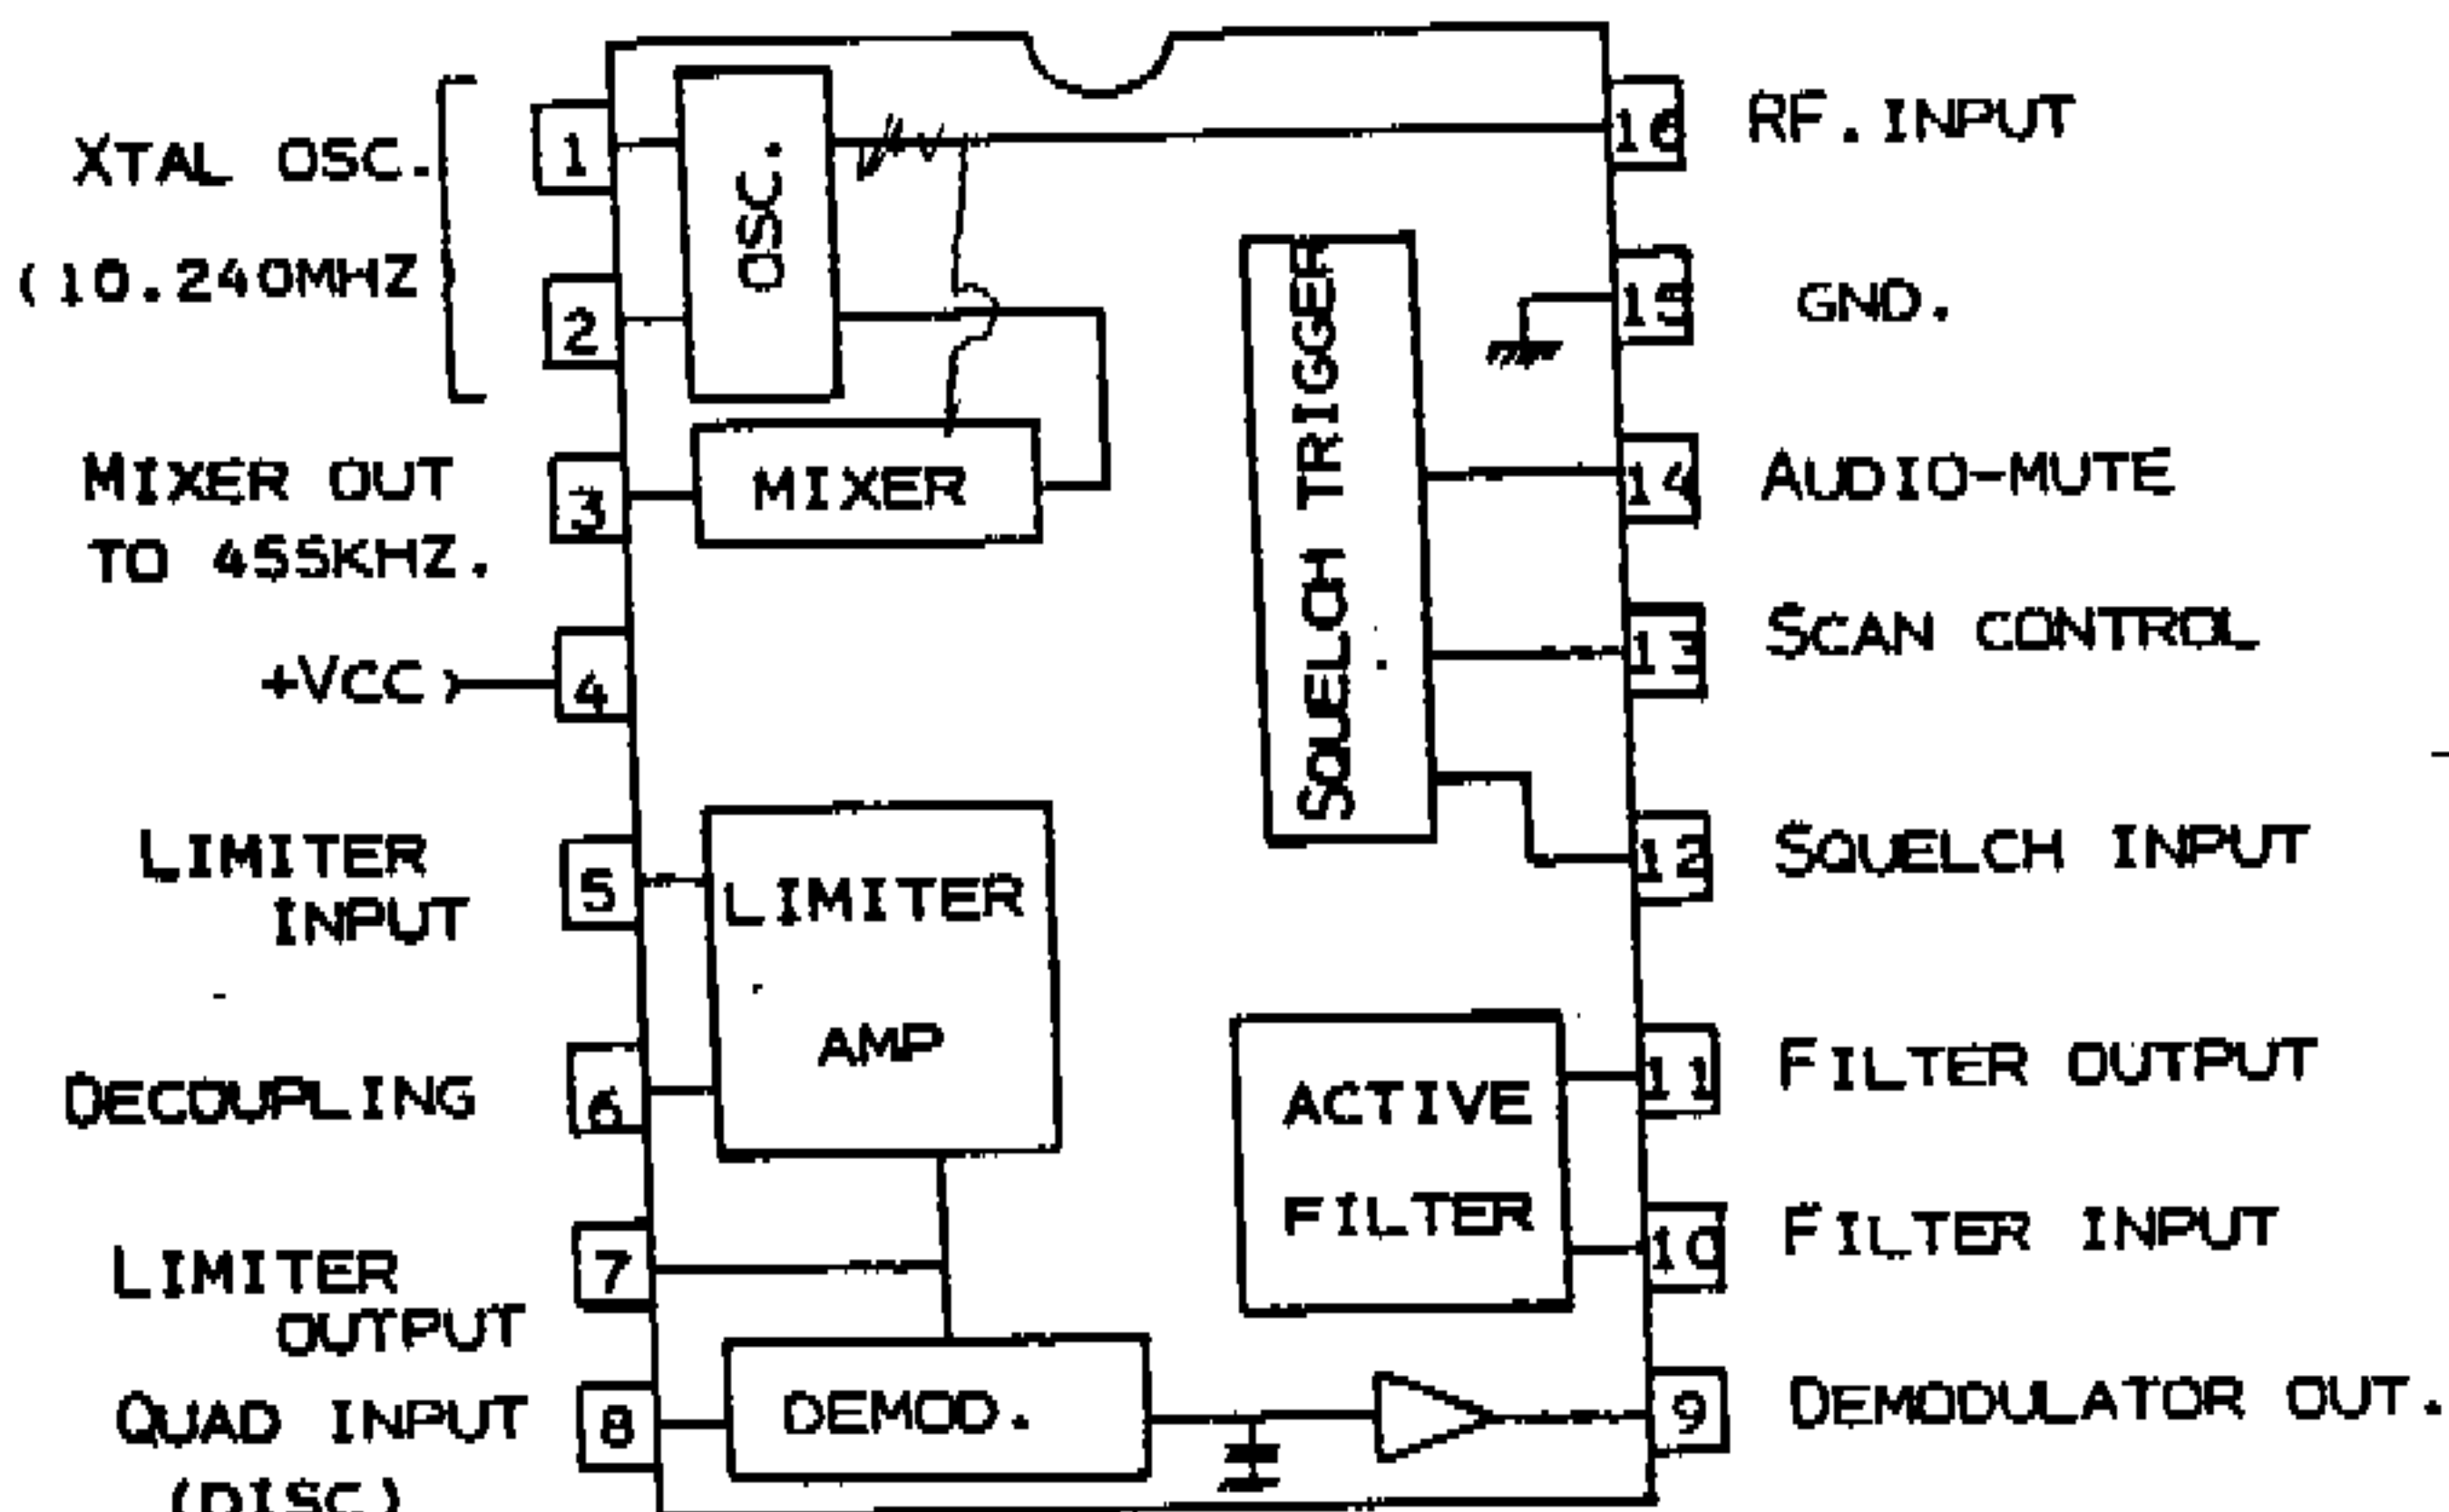 XTAL OSC.
(10.240MHZ)
MIXER OUT
TO 455KHZ.
+VCC
LIMITER
INPUT
DECOUPLING
LIMITER
OUTPUT
QUAD INPUT
(DISC)
1
2
3
4
5
6
7
8
OSC.
MIXER
LIMITER
AMP
DEMOD.
SQUELCH TRIGGER
ACTIVE
FILTER
16
15
14
13
12
11
10
9
RF. INPUT
GND.
AUDIO-MUTE
SCAN CONTROL
SQUELCH INPUT
FILTER OUTPUT
FILTER INPUT
DEMODULATOR OUT.